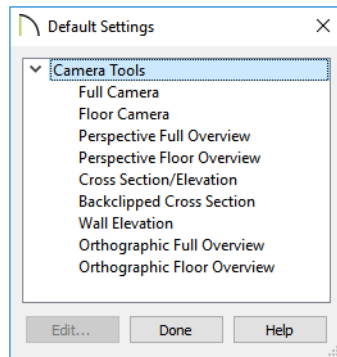 Default Settings
Camera Tools
Full Camera
Floor Camera
Perspective Full Overview
Perspective Floor Overview
Cross Section/Elevation
Backclipped Cross Section
Wall Elevation
Orthographic Full Overview
Orthographic Floor Overview
Edit... Done Help